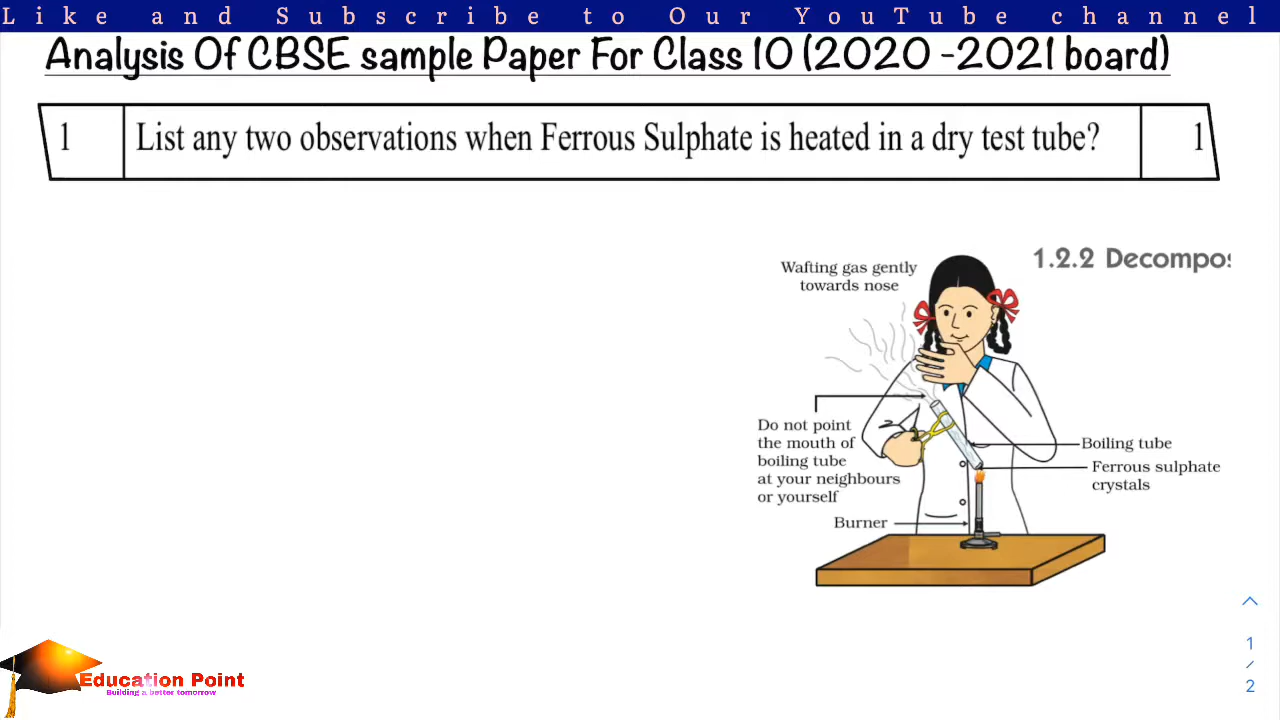 Like and Subscribe to Our YouTube channel
Analysis Of CBSE sample Paper For Class 10 (2020 -2021 board)
1 List any two observations when Ferrous Sulphate is heated in a dry test tube? 1
1.2.2 Decompos
Wafting gas gently
towards nose
Do not point
the mouth of
boiling tube
at your neighbours
or yourself
Boiling tube
Ferrous sulphate
crystals
Burner
1
/
2
Education Point
Building a better tomorrow